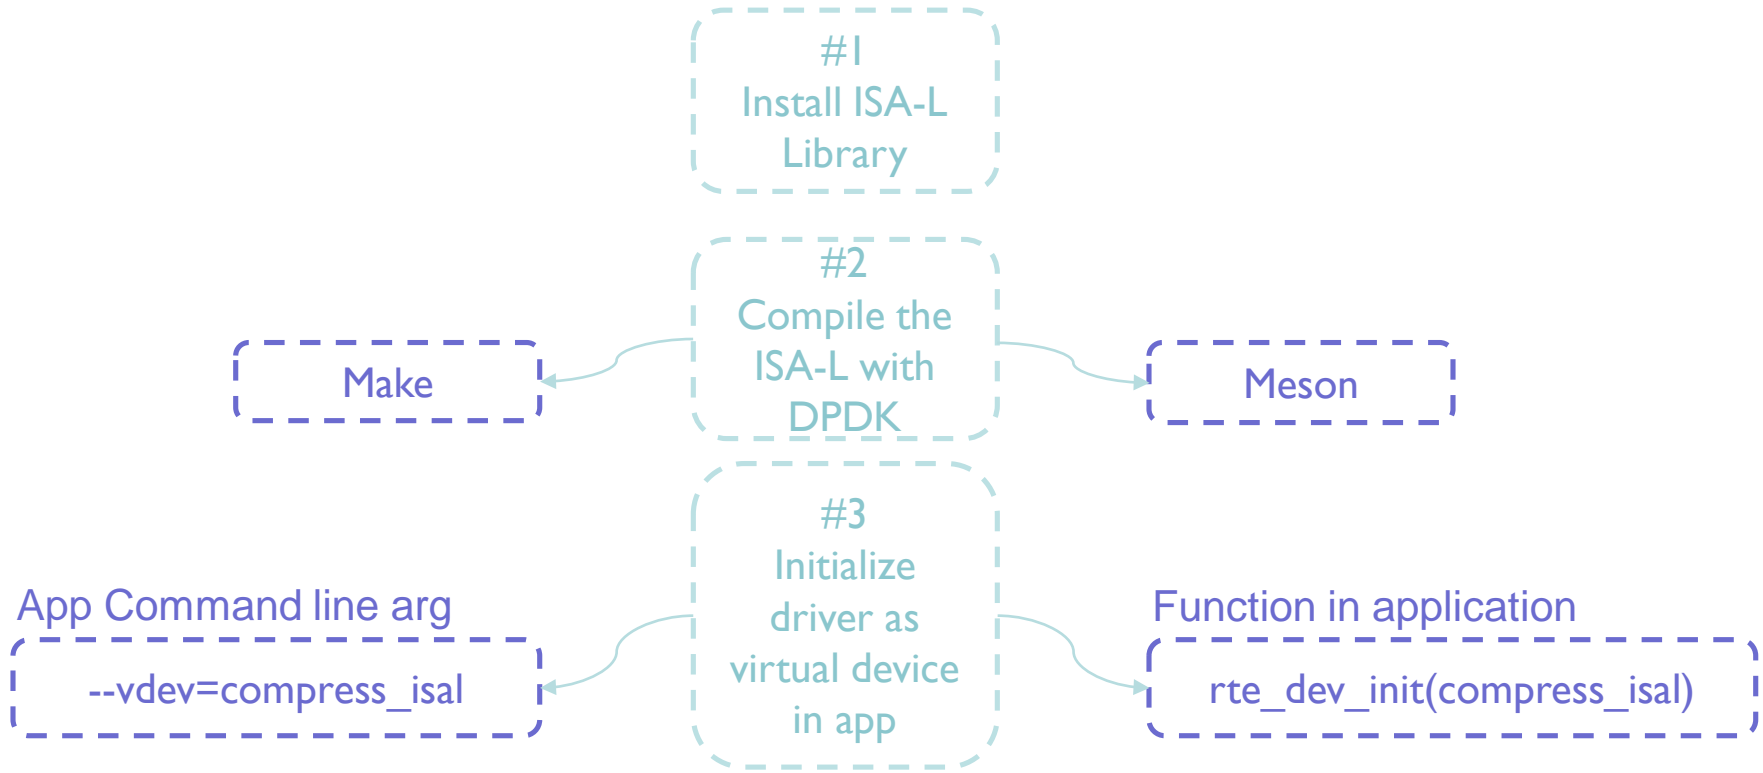 #1
Install ISA-L
Library
#2
Compile the
ISA-L with
DPDK
Make
Meson
#3
Initialize
driver as
virtual device
in app
App Command line arg
--vdev=compress_isal
Function in application
rte_dev_init(compress_isal)